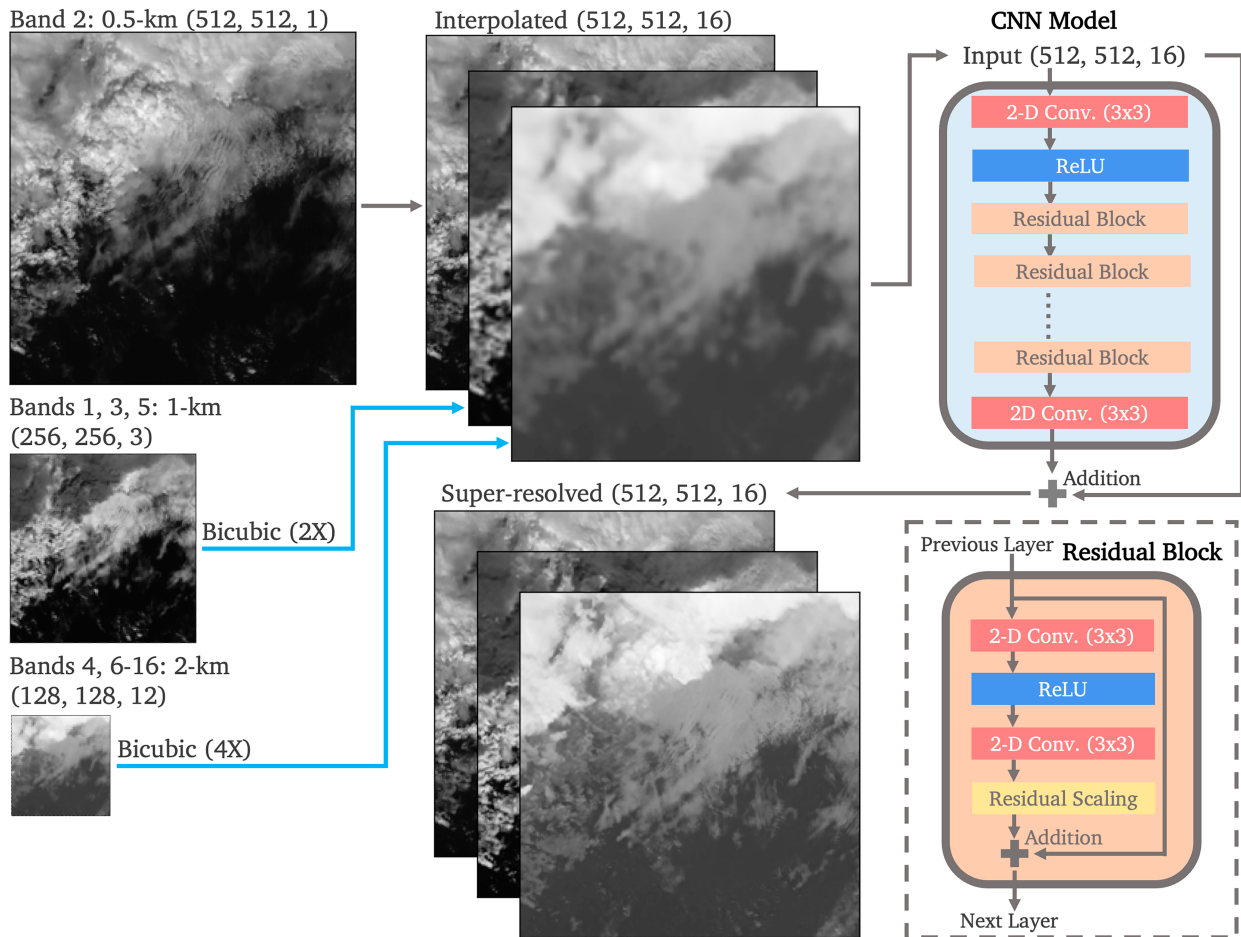 Band 2: 0.5-km (512, 512, 1)
Interpolated (512, 512, 16)
CNN Model
Input (512, 512, 16)
2-D Conv. (3x3)
ReLU
Residual Block
Residual Block
Residual Block
2D Conv. (3x3)
Addition
Bands 1, 3, 5: 1-km
(256, 256, 3)
Bicubic (2X)
Bands 4, 6-16: 2-km
(128, 128, 12)
Bicubic (4X)
Super-resolved (512, 512, 16)
Previous Layer
Residual Block
2-D Conv. (3x3)
ReLU
2-D Conv. (3x3)
Residual Scaling
Addition
Next Layer